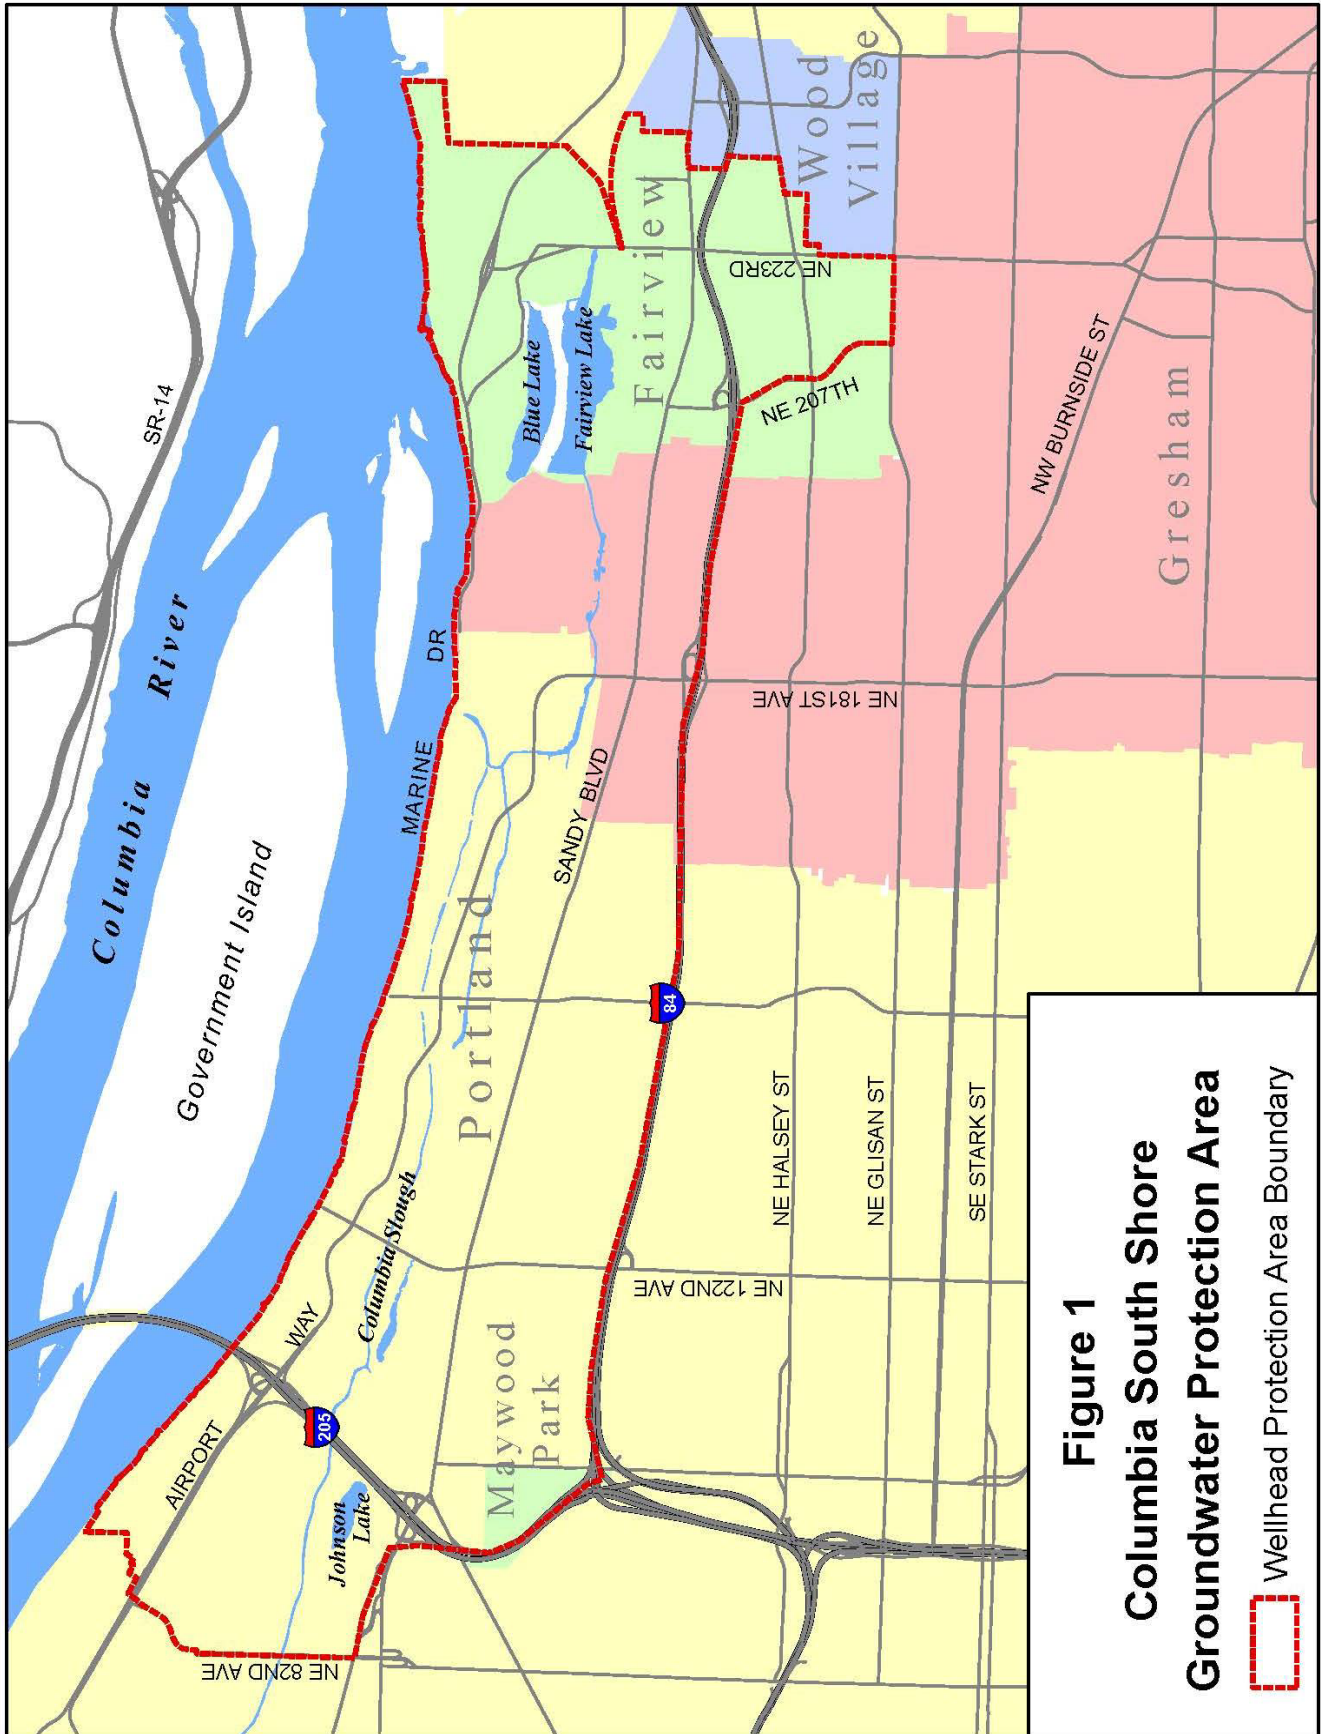 SR-14
Columbia River
Government Island
MARINE DR
Blue Lake
Fairview Lake
Fairview
Wood
Village
NE 223RD
NE 207TH
NW BURNSIDE ST
Gresham
NE 181ST AVE
SANDY BLVD
Portland
84
Columbia Slough
AIRPORT WAY
205
Johnson
Lake
Maywood
Park
NE 82ND AVE
NE 122ND AVE
NE HALSEY ST
NE GLISAN ST
SE STARK ST
Figure 1
Columbia South Shore
Groundwater Protection Area
Wellhead Protection Area Boundary